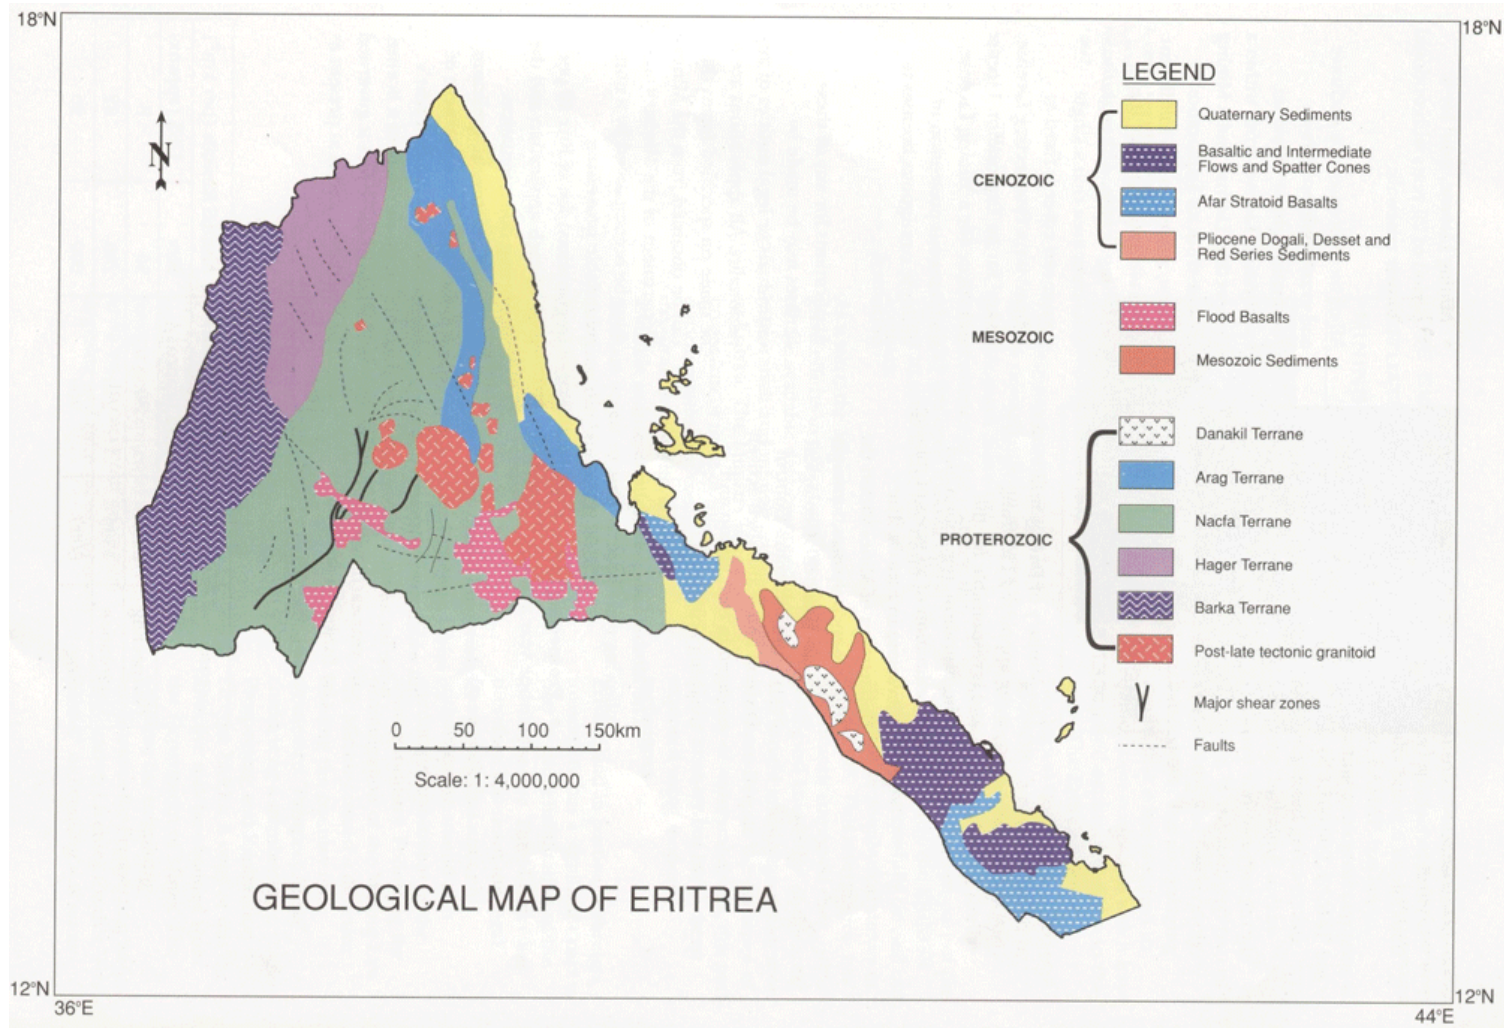 18°N
18°N
N
LEGEND
CENOZOIC
Quaternary Sediments
Basaltic and Intermediate
Flows and Spatter Cones
Afar Stratoid Basalts
Pliocene Dogali, Desset and
Red Series Sediments
MESOZOIC
Flood Basalts
Mesozoic Sediments
PROTEROZOIC
Danakil Terrane
Arag Terrane
Nacfa Terrane
Hager Terrane
Barka Terrane
Post-late tectonic granitoid
Major shear zones
Faults
0 50 100 150km
Scale: 1: 4,000,000
GEOLOGICAL MAP OF ERITREA
12°N
12°N
36°E
44°E